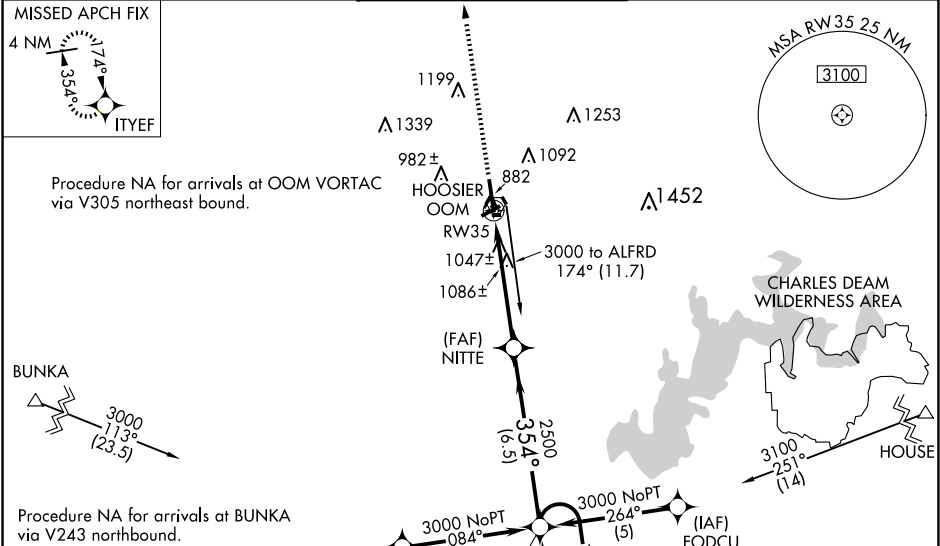 MISSED APCH FIX
4 NM
174°
354°
ITYEF
MSA RW35 25 NM
3100
1199
1339
1253
982 ±
1092
882
HOOSIER
OOM
RW35
1452
Procedure NA for arrivals at OOM VORTAC
via V305 northeast bound.
1047±
1086±
3000 to ALFRD
174° (11.7)
CHARLES DEAM
WILDERNESS AREA
(FAF)
NITTE
BUNKA
3000
113°
(23.5)
2500
354°
(6.5)
HOUSE
3100
251°
(14)
Procedure NA for arrivals at BUNKA
via V243 northbound.
3000 NoPT
084°
3000 NoPT
264°
(5)
(IAF)